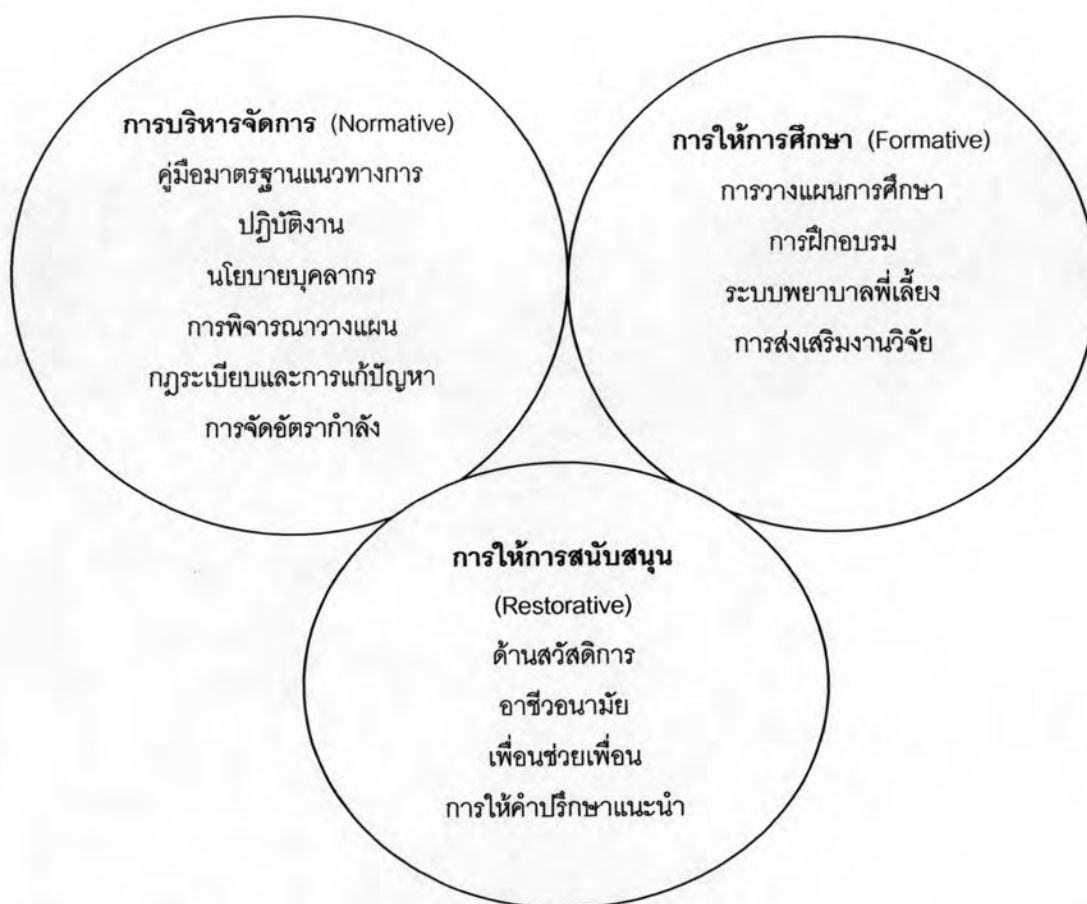 การบริหารจัดการ (Normative)
คู่มือมาตรฐานแนวทางการ
ปฏิบัติงาน
นโยบายบุคลากร
การพิจารณาวางแผน
กฎระเบียบและการแก้ปัญหา
การจัดอัตรากำลัง
การให้การศึกษา (Formative)
การวางแผนการศึกษา
การฝึกอบรม
ระบบพยาบาลพี่เลี้ยง
การส่งเสริมงานวิจัย
การให้การสนับสนุน
(Restorative)
ด้านสวัสดิการ
อาชีวอนามัย
เพื่อนช่วยเพื่อน
การให้คำปรึกษาแนะนำ